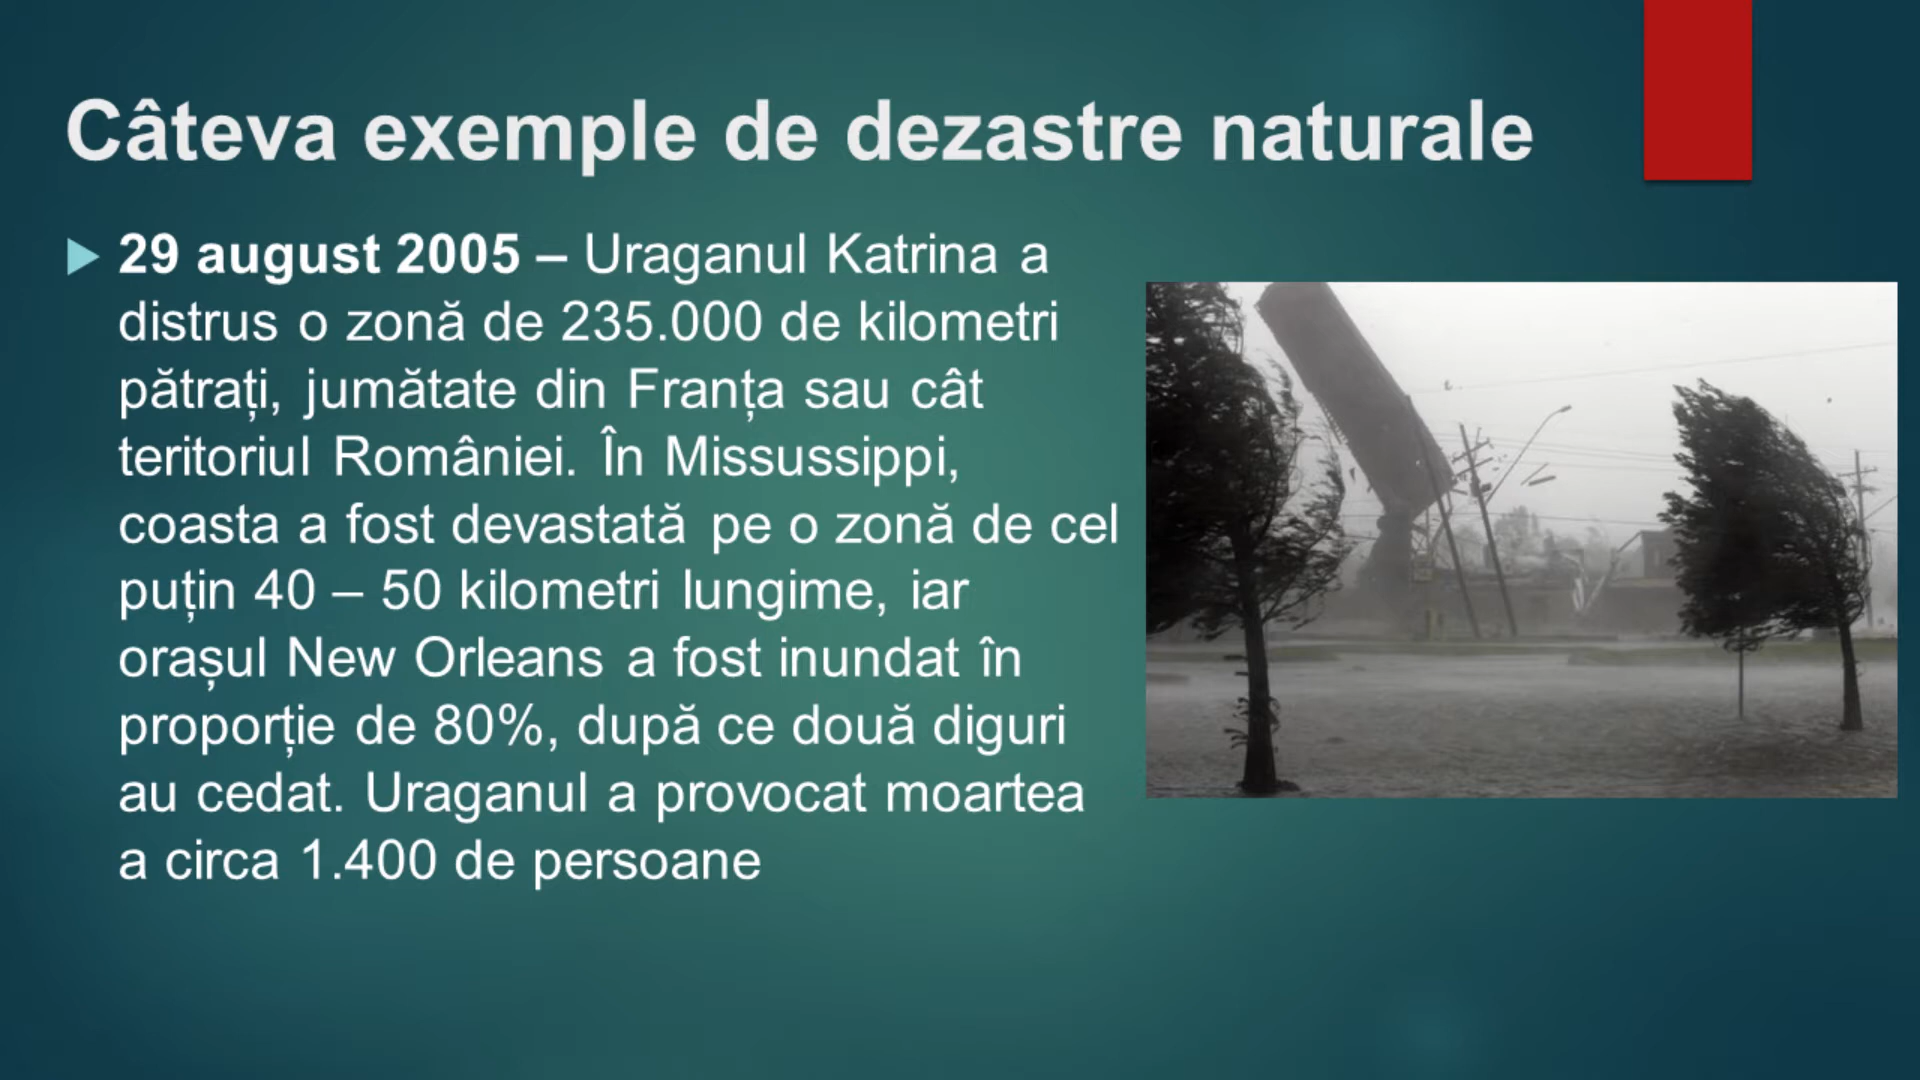 Câteva exemple de dezastre naturale
29 august 2005 – Uraganul Katrina a
distrus o zonă de 235.000 de kilometri
pătrați, jumătate din Franța sau cât
teritoriul României. În Missussippi,
coasta a fost devastată pe o zonă de cel
puțin 40 – 50 kilometri lungime, iar
orașul New Orleans a fost inundat în
proporție de 80%, după ce două diguri
au cedat. Uraganul a provocat moartea
a circa 1.400 de persoane